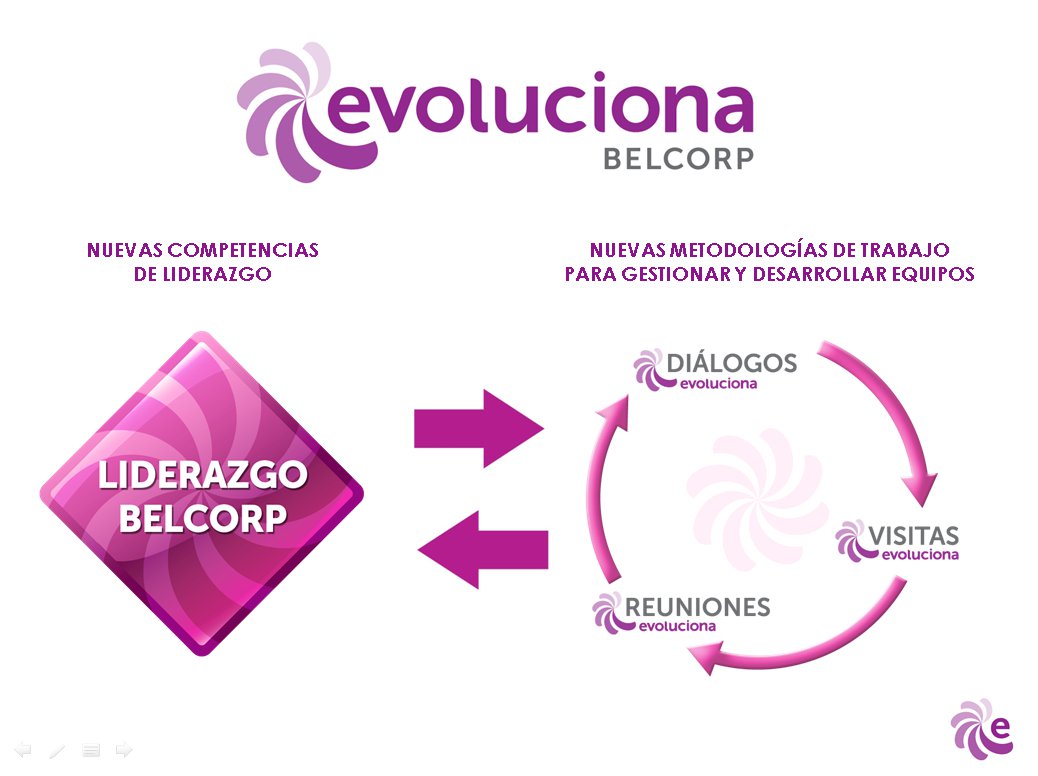 evoluciona
BELCORP
NUEVAS COMPETENCIAS
DE LIDERAZGO
NUEVAS METODOLOGÍAS DE TRABAJO
PARA GESTIONAR Y DESARROLLAR EQUIPOS
LIDERAZGO
BELCORP
DIÁLOGOS
evoluciona
VISITAS
evoluciona
REUNIONES
evoluciona
e